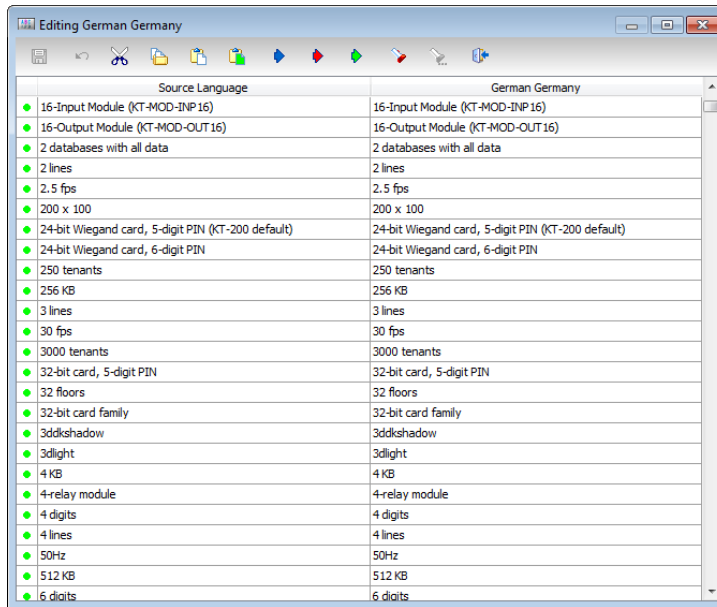 Editing German Germany
Source Language German Germany
16-Input Module (KT-MOD-INP16) 16-Input Module (KT-MOD-INP16)
16-Output Module (KT-MOD-OUT16) 16-Output Module (KT-MOD-OUT16)
2 databases with all data 2 databases with all data
2 lines 2 lines
2.5 fps 2.5 fps
200 x 100 200 x 100
24-bit Wiegand card, 5-digit PIN (KT-200 default) 24-bit Wiegand card, 5-digit PIN (KT-200 default)
24-bit Wiegand card, 6-digit PIN 24-bit Wiegand card, 6-digit PIN
250 tenants 250 tenants
256 KB 256 KB
3 lines 3 lines
30 fps 30 fps
3000 tenants 3000 tenants
32-bit card, 5-digit PIN 32-bit card, 5-digit PIN
32 floors 32 floors
32-bit card family 32-bit card family
3ddkshadow 3ddkshadow
3dlight 3dlight
4 KB 4 KB
4-relay module 4-relay module
4 digits 4 digits
4 lines 4 lines
50Hz 50Hz
512 KB 512 KB
6 digits 6 digits